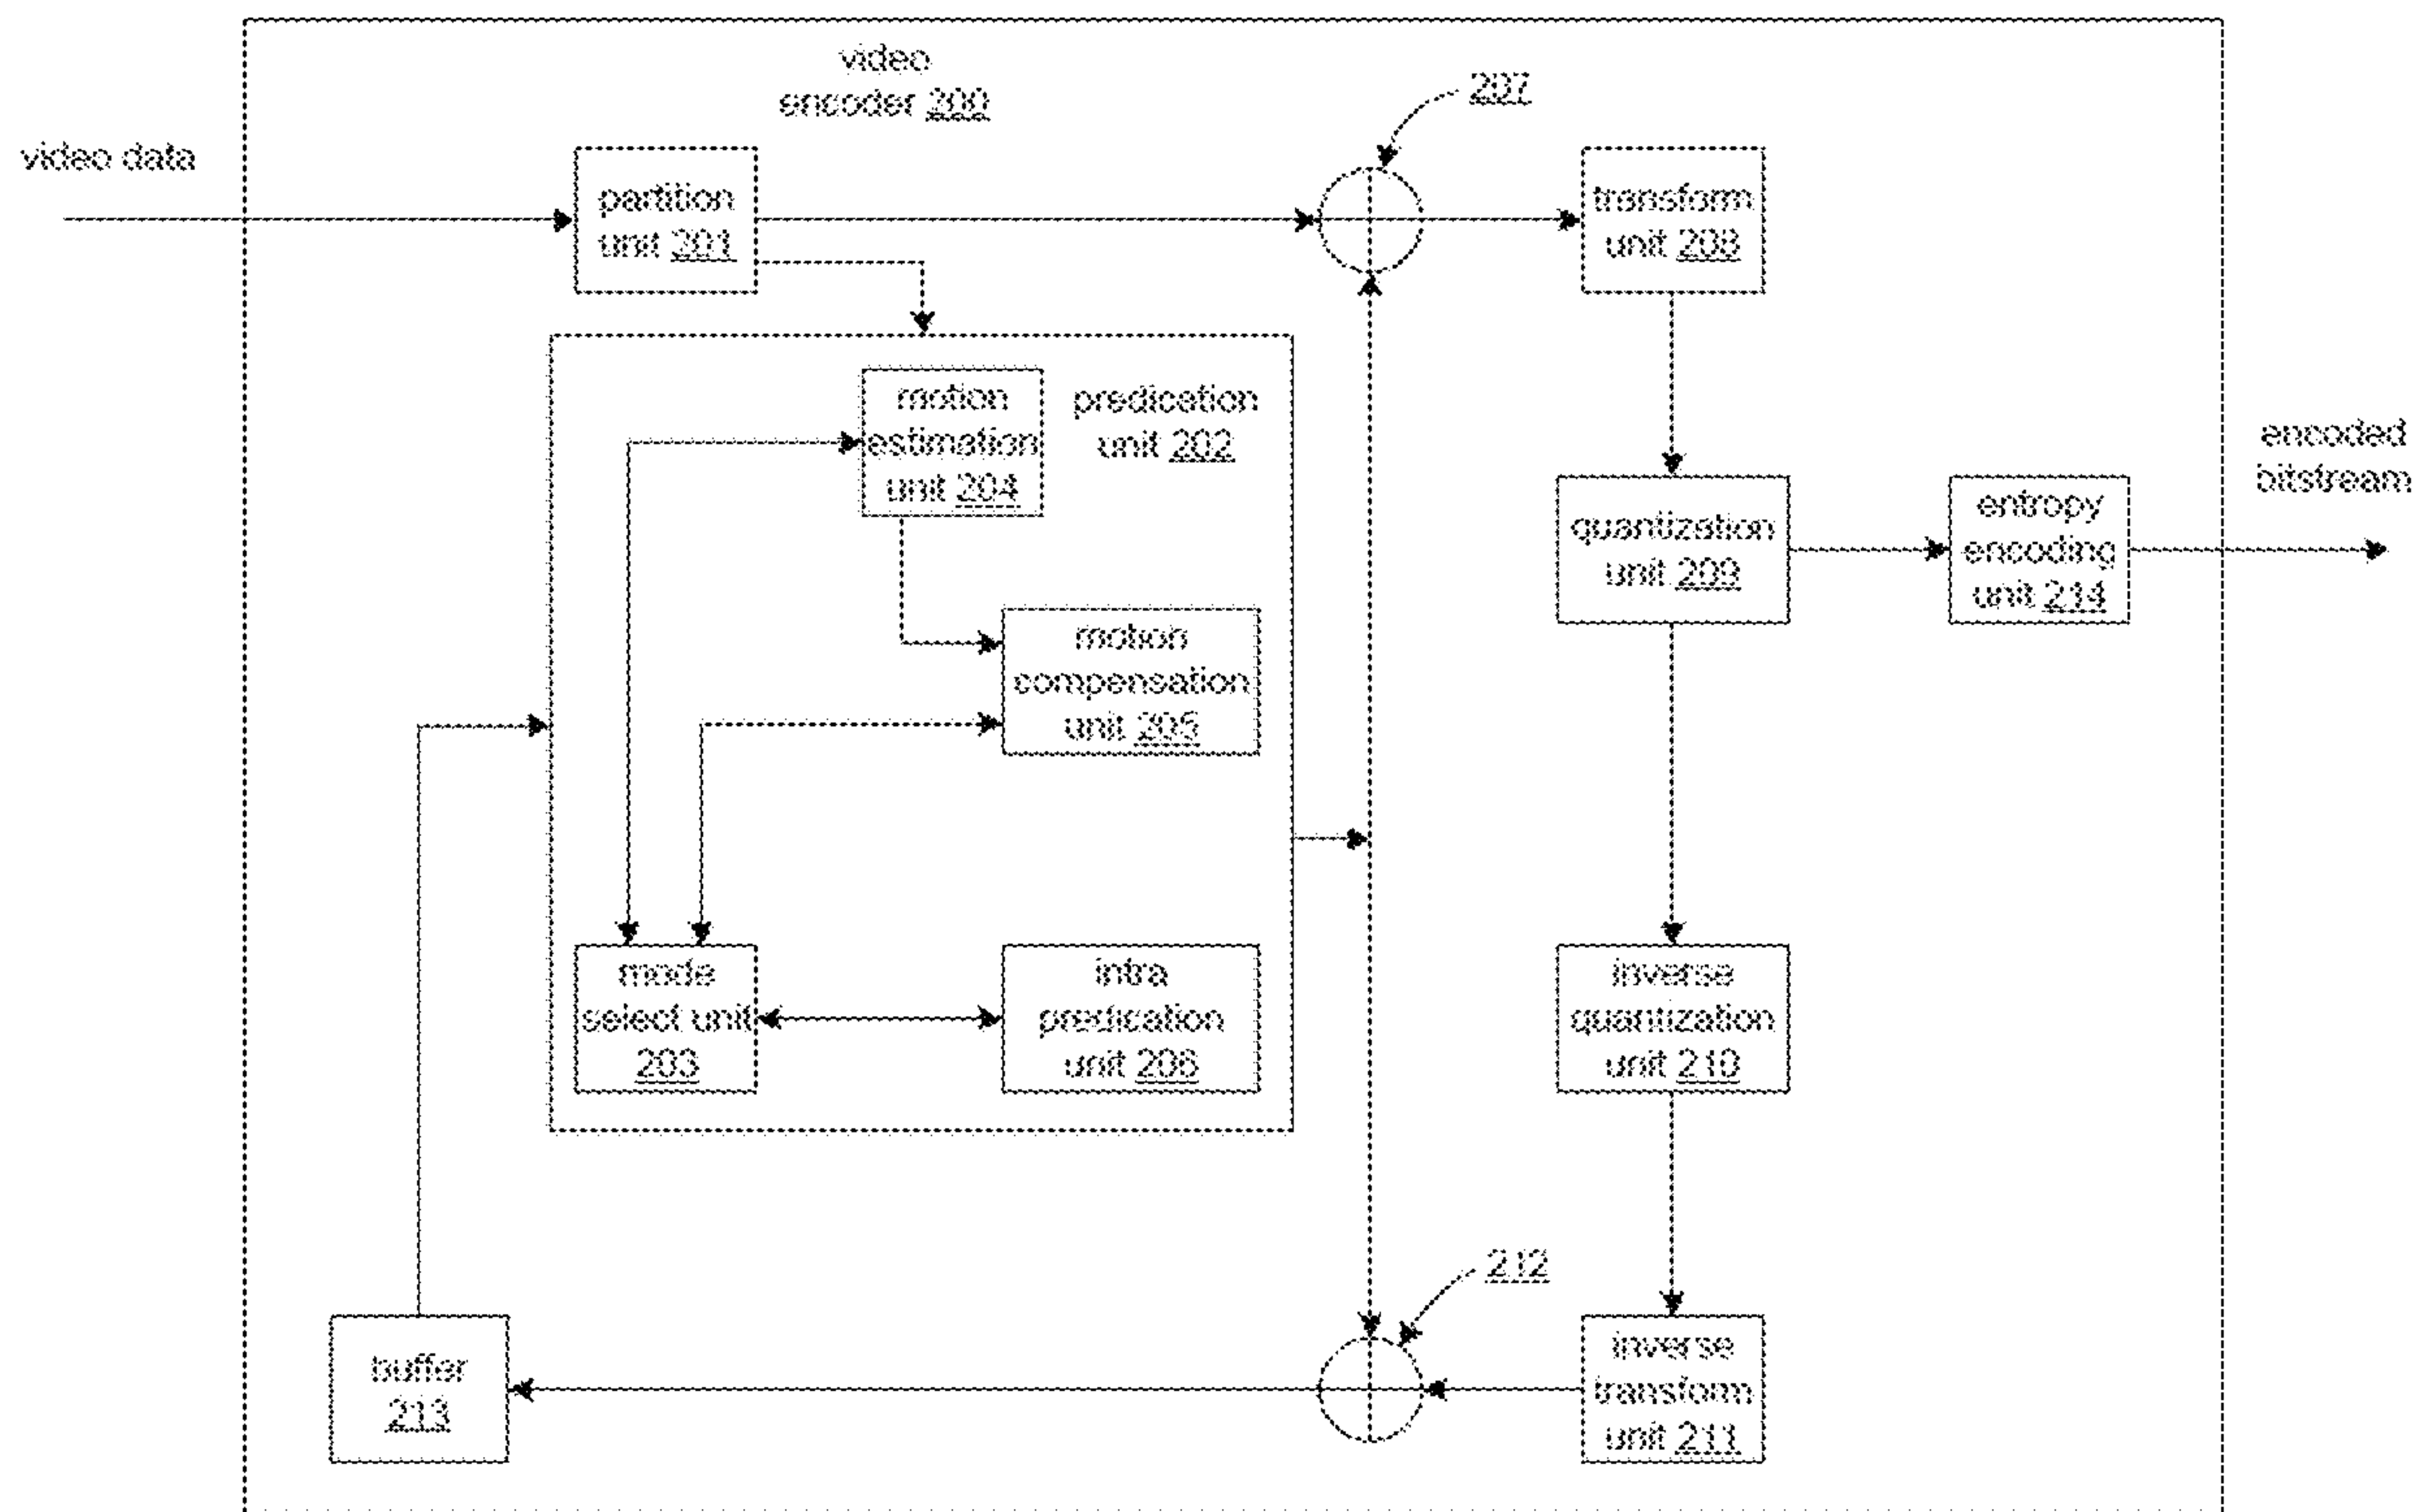 video
encoder 200
207
video data
partition
unit 201
transform
unit 208
motion
estimation
unit 204
predication
unit 202
encoded
bitstream
quantization
unit 209
entropy
encoding
unit 214
motion
compensation
unit 205
mode
select unit
203
intra
predication
unit 206
inverse
quantization
unit 210
212
buffer
213
inverse
transform
unit 211